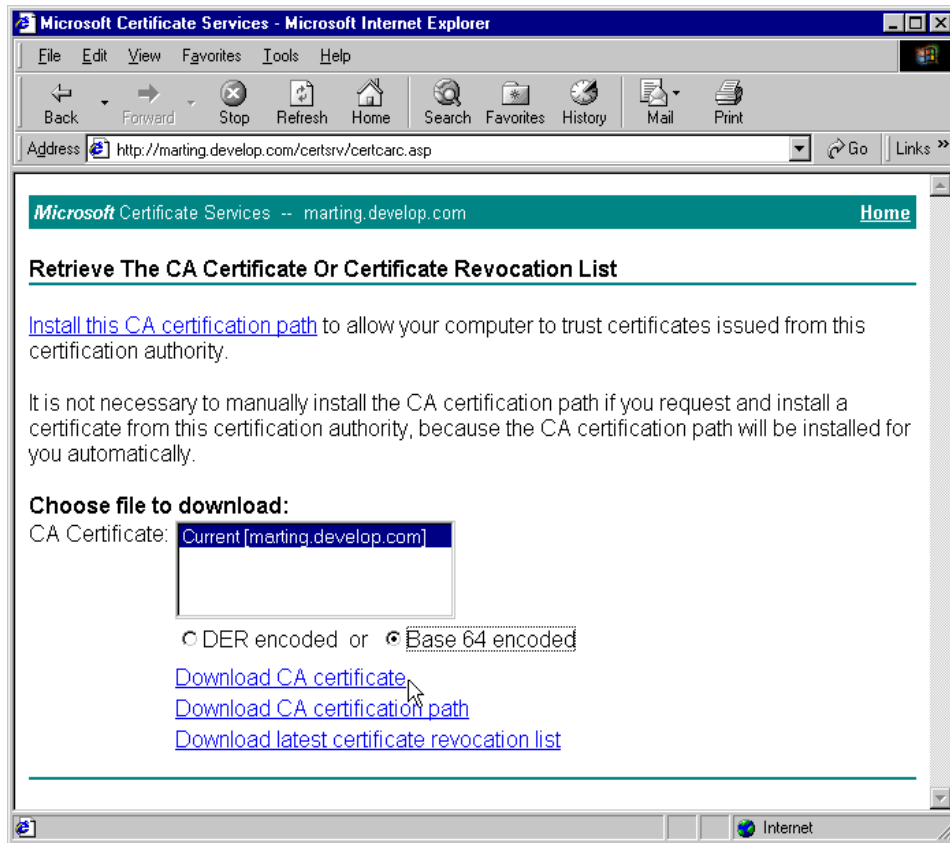 Microsoft Certificate Services - Microsoft Internet Explorer
File Edit View Favorites Tools Help
Back Forward Stop Refresh Home Search Favorites History Mail Print
Address http://marting.develop.com/certsrv/certcarc.asp Go Links »
Microsoft Certificate Services -- marting.develop.com Home
Retrieve The CA Certificate Or Certificate Revocation List
Install this CA certification path to allow your computer to trust certificates issued from this
certification authority.
It is not necessary to manually install the CA certification path if you request and install a
certificate from this certification authority, because the CA certification path will be installed for
you automatically.
Choose file to download:
CA Certificate: Current [marting.develop.com]
DER encoded or Base 64 encoded
Download CA certificate
Download CA certification path
Download latest certificate revocation list
Internet